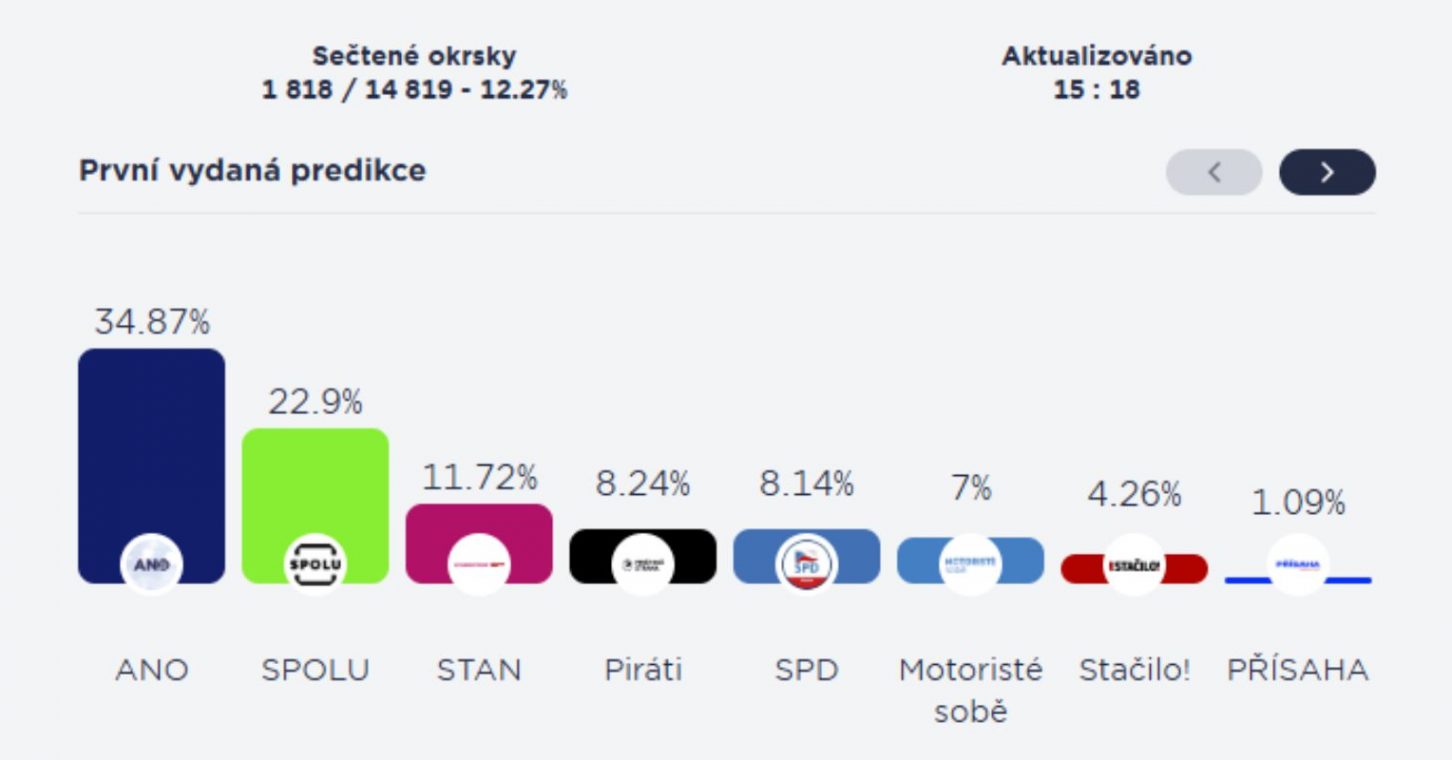 Sečtené okrsky
1 818 / 14 819 - 12.27%
Aktualizováno
15 : 18
První vydaná predikce
34.87%
22.9%
11.72%
8.24%
8.14%
7%
4.26%
1.09%
ANO
SPOLU
SPD
MOTORISTÉ
STAČILO!
PŘÍSAHA
ANO
SPOLU
STAN
Piráti
SPD
Motoristé
sobě
Stačilo!
PŘÍSAHA